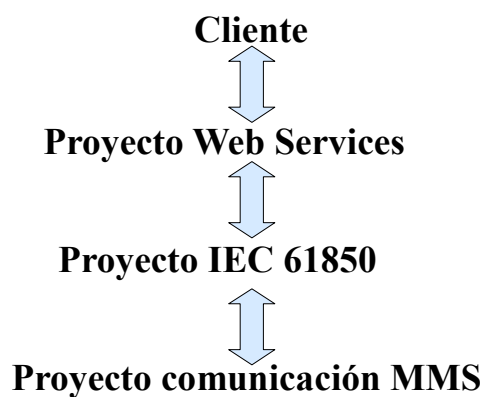 Cliente
Proyecto Web Services
Proyecto IEC 61850
Proyecto comunicación MMS